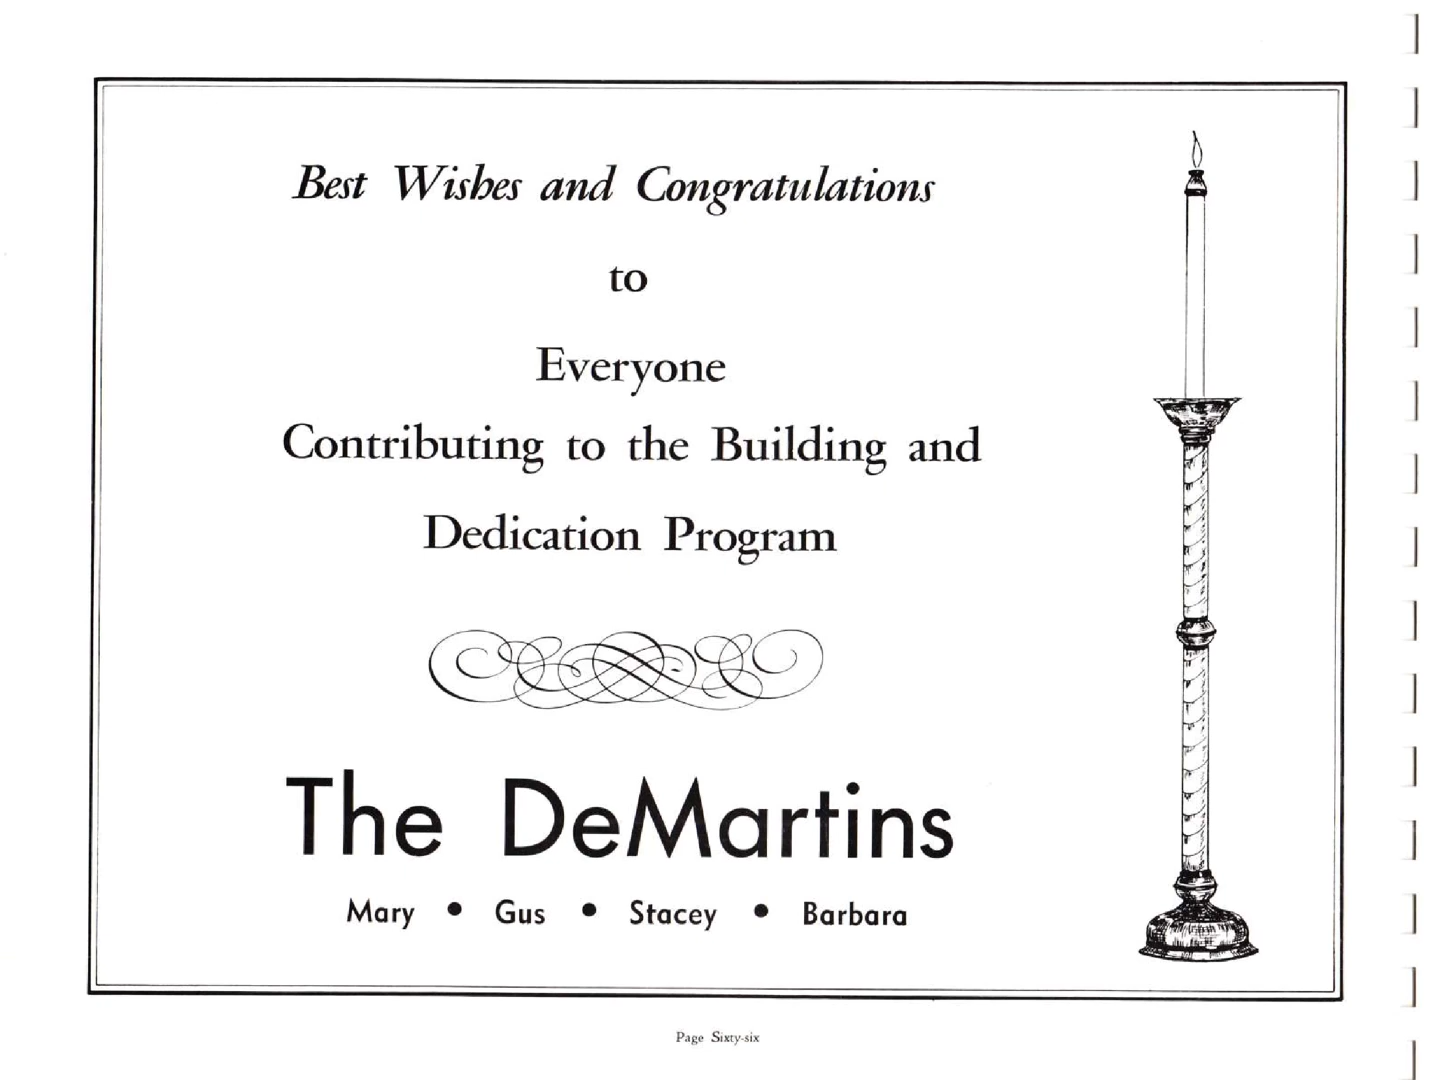 Best Wishes and Congratulations
to
Everyone
Contributing to the Building and
Dedication Program
The DeMartins
Mary • Gus • Stacey • Barbara
Page Sixty-six